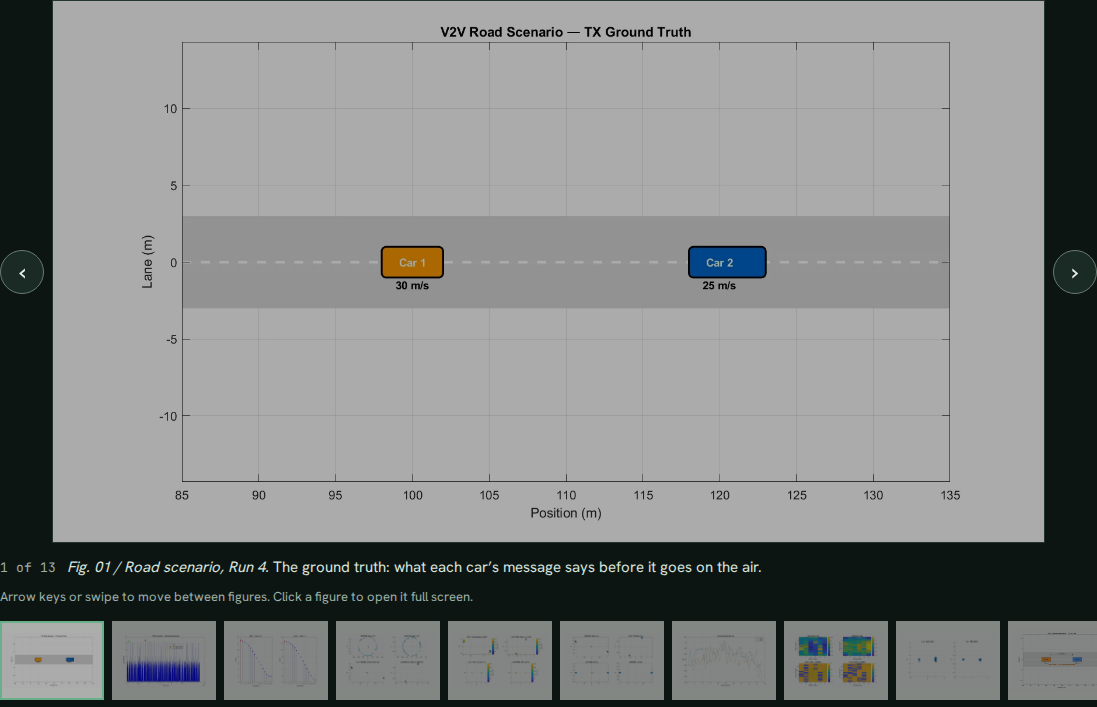 V2V Road Scenario — TX Ground Truth
10
5
0
-5
-10
Lane (m)
Car 1
Car 2
30 m/s
25 m/s
85 90 95 100 105 110 115 120 125 130 135
Position (m)
1 of 13 Fig. 01 / Road scenario, Run 4. The ground truth: what each car’s message says before it goes on the air.
Arrow keys or swipe to move between figures. Click a figure to open it full screen.